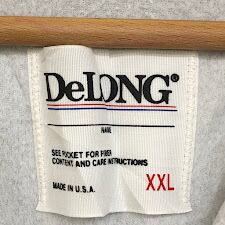 DeLONG®
NAME
SEE POCKET FOR FIBER
CONTENT AND CARE INSTRUCTIONS
MADE IN U.S.A.
XXL